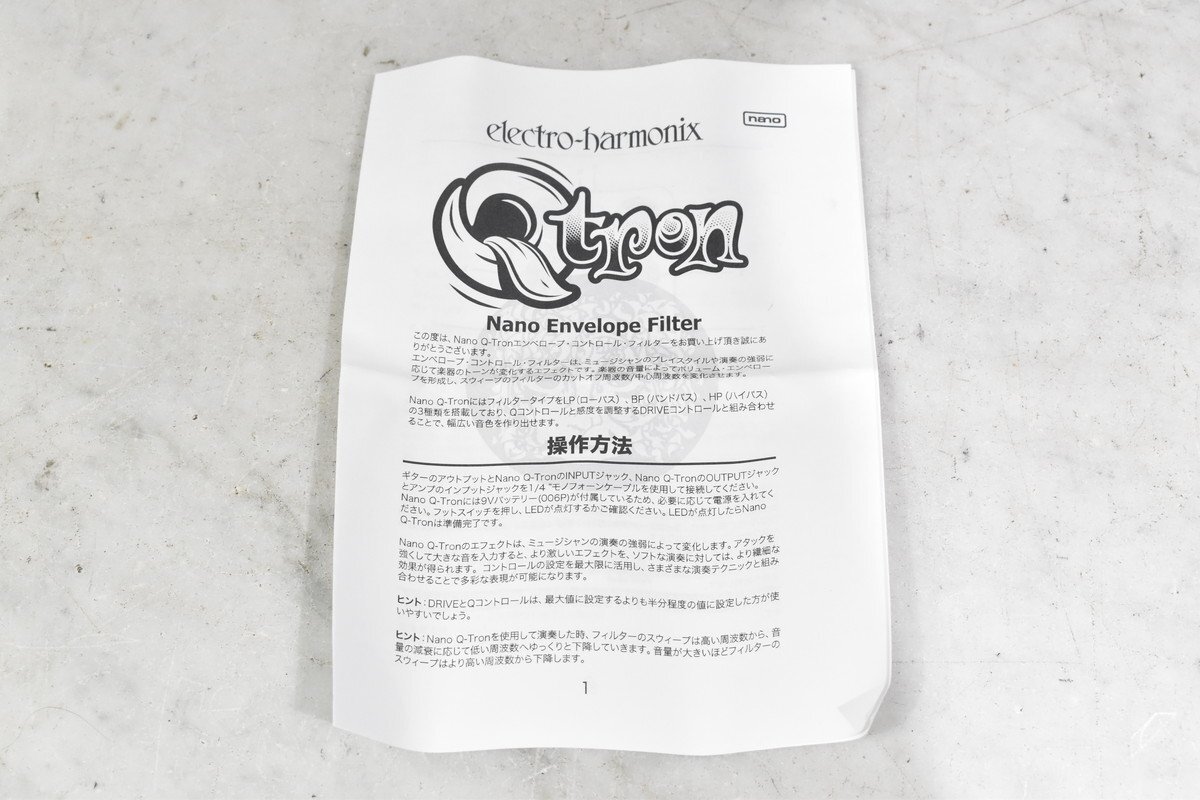 electro-harmonix
nano
Qtron
Nano Envelope Filter
この度は、Nano Q-Tronエンベロープ・コントロール・フィルターをお買い上げ頂き誠にあ
りがとうございます。
エンベロープ・コントロール・フィルターは、ミュージシャンのプレイスタイルや演奏の強弱に
応じて楽器のトーンが変化するエフェクトです。楽器の音量によってボリューム・エンベロー
プを形成し、スウィープのフィルターのカットオフ周波数/中心周波数を変化させます。
Nano Q-TronにはフィルタータイプをLP(ローパス)、BP(バンドパス)、HP(ハイパス)
の3種類を搭載しており、Qコントロールと感度を調整するDRIVEコントロールと組み合わせ
ることで、幅広い音色を作り出せます。
操作方法
ギターのアウトプットとNano Q-TronのINPUTジャック、Nano Q-TronのOUTPUTジャック
とアンプのインプットジャックを1/4 "モノフォーンケーブルを使用して接続してください。
Nano Q-Tronには9Vバッテリー(006P)が付属しているため、必要に応じて電源を入れてく
ださい。フットスイッチを押し、LEDが点灯するかご確認ください。LEDが点灯したらNano
Q-Tronは準備完了です。
Nano Q-Tronのエフェクトは、ミュージシャンの演奏の強弱によって変化します。アタックを
強くして大きな音を入力すると、より激しいエフェクトを、ソフトな演奏に対しては、より繊細な
効果が得られます。コントロールの設定を最大限に活用し、さまざまな演奏テクニックと組み
合わせることで多彩な表現が可能になります。
ヒント：DRIVEとQコントロールは、最大値に設定するよりも半分程度の値に設定した方が使
いやすいでしょう。
ヒント：Nano Q-Tronを使用して演奏した時、フィルターのスウィープは高い周波数から、音
量の減衰に応じて低い周波数へゆっくりと下降していきます。音量が大きいほどフィルターの
スウィープはより高い周波数から下降します。
1